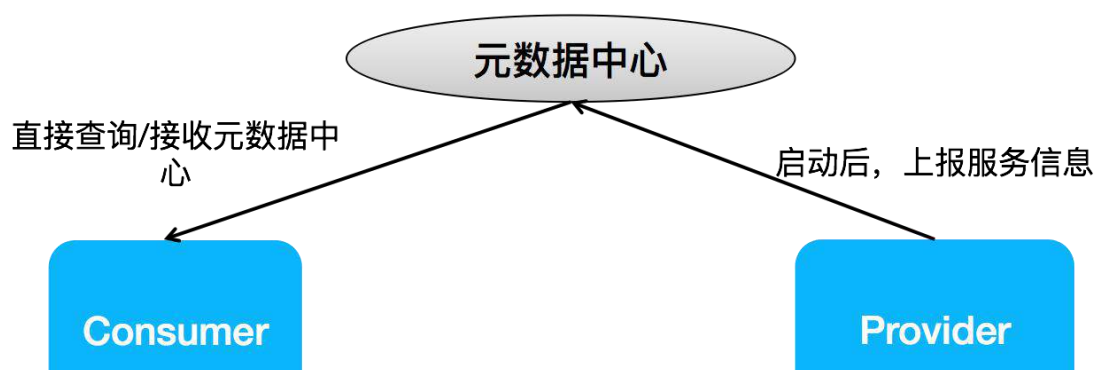 元数据中心
直接查询/接收元数据中
心
启动后，上报服务信息
Consumer
Provider